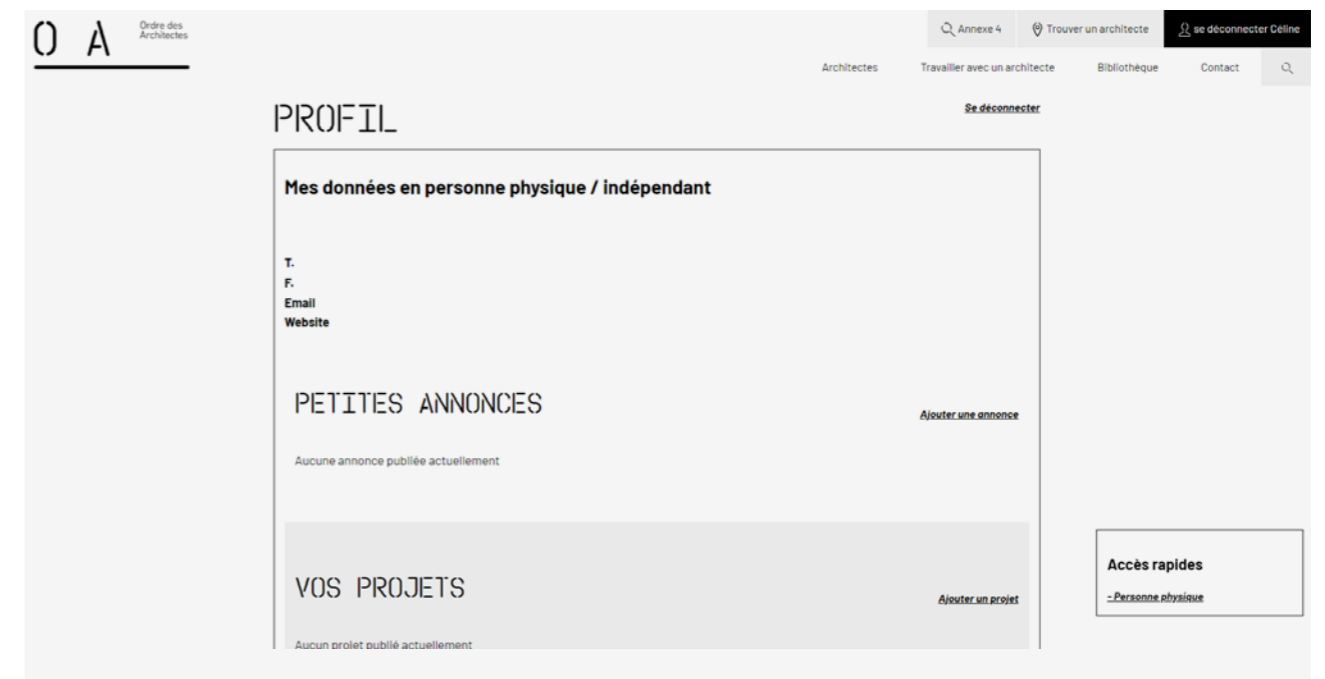 O A
Ordre des
Architectes
Annexe 4
Trouver un architecte
se déconnecter Céline
Architectes
Travailler avec un architecte
Bibliothèque
Contact
PROFIL
Se déconnecter
Mes données en personne physique / indépendant
T.
F.
Email
Website
PETITES ANNONCES
Ajouter une annonce
Aucune annonce publiée actuellement
VOS PROJETS
Ajouter un projet
Aucun projet publié actuellement
Accès rapides
- Personne physique